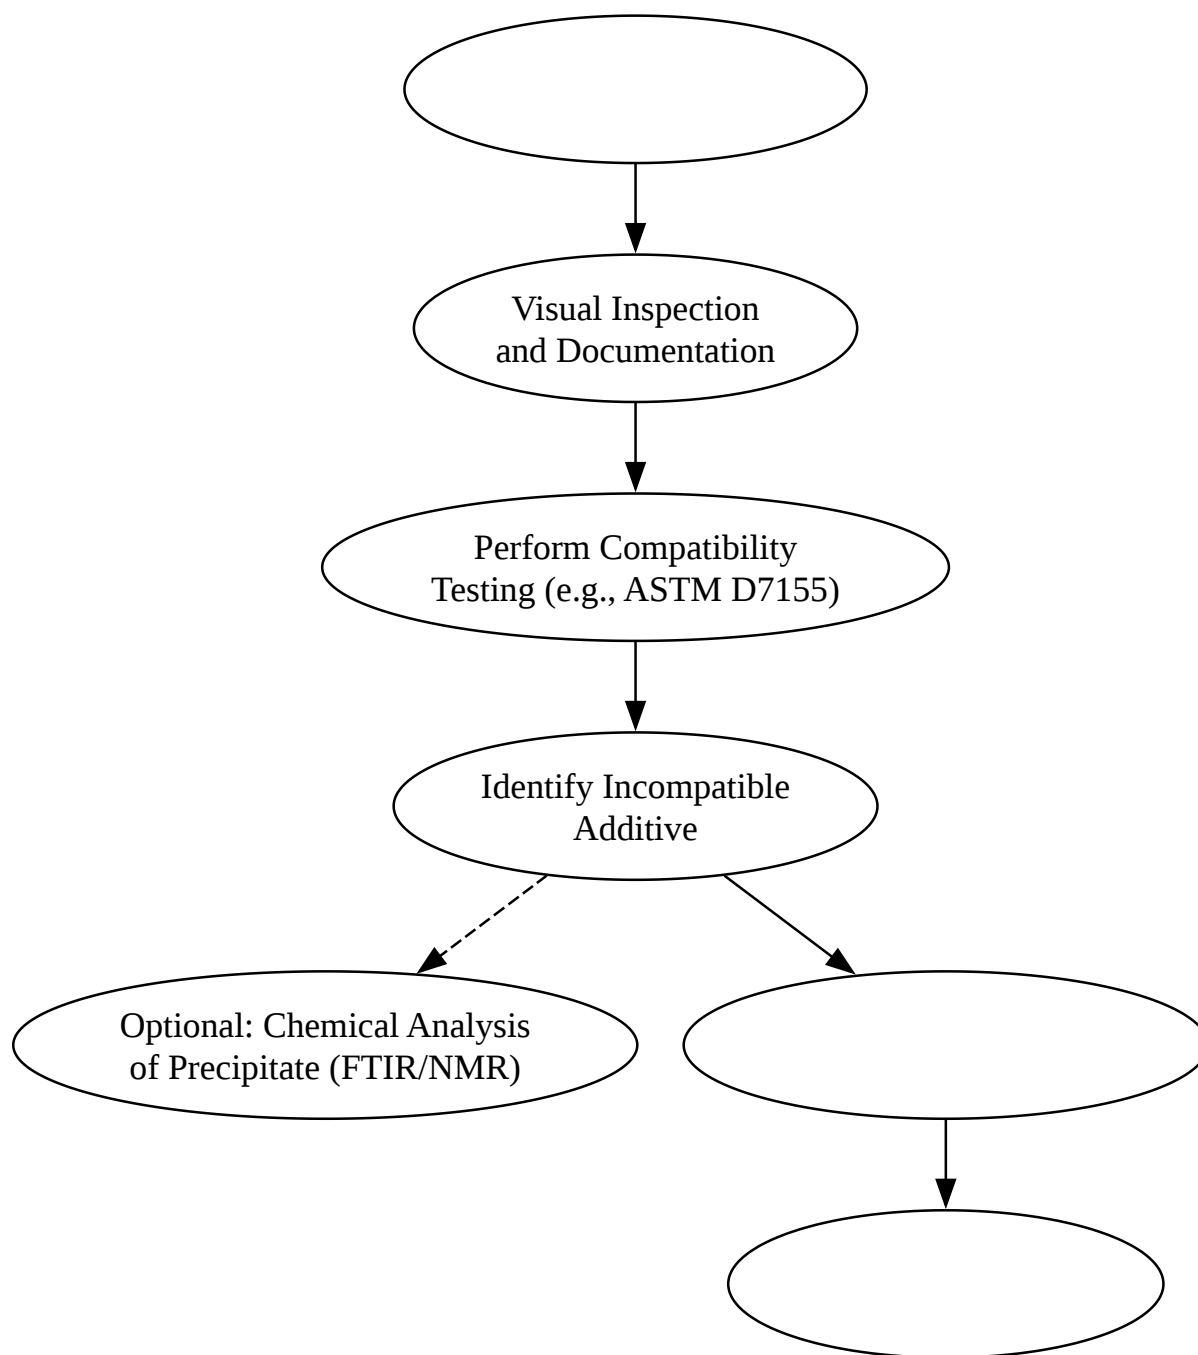 Visual Inspection
and Documentation
Perform Compatibility
Testing (e.g., ASTM D7155)
Identify Incompatible
Additive
Optional: Chemical Analysis
of Precipitate (FTIR/NMR)